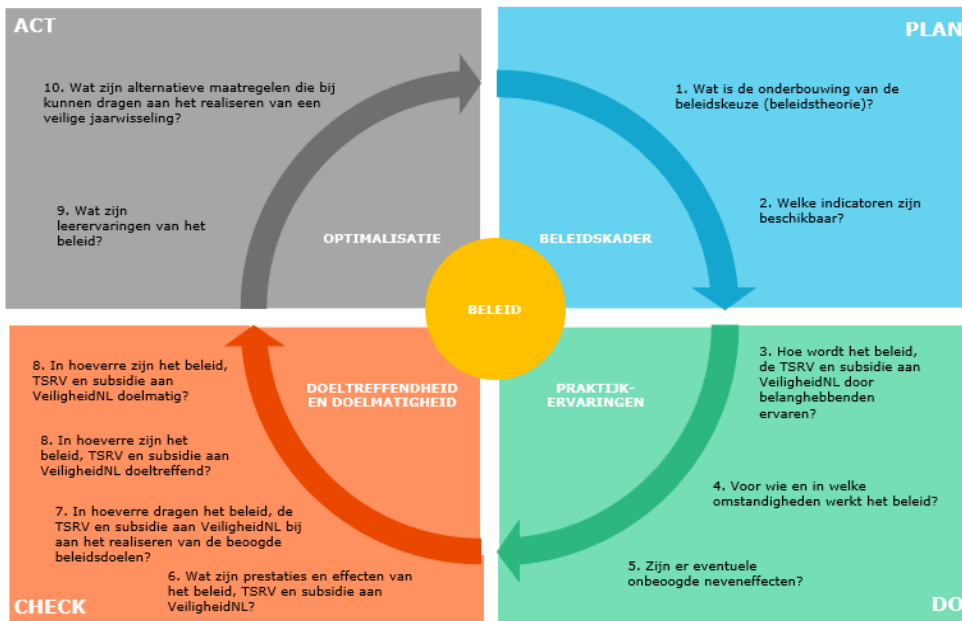 ACT
10. Wat zijn alternatieve maatregelen die bij
kunnen dragen aan het realiseren van een
veilige jaarwisseling?
9. Wat zijn
leerervaringen van het
beleid?
OPTIMALISATIE
PLAN
1. Wat is de onderbouwing van de
beleidskeuze (beleidstheorie)?
2. Welke indicatoren zijn
beschikbaar?
BELEIDSKADER
BELEID
PRAKTIJK-
ERVARINGEN
3. Hoe wordt het beleid,
de TSRV en subsidie aan
VeiligheidNL door
belanghebbenden
ervaren?
4. Voor wie en in welke
omstandigheden werkt het beleid?
5. Zijn er eventuele
onbeoogde neveneffecten?
DO
DOELTREFFENDHEID
EN DOELMATIGHEID
8. In hoeverre zijn het beleid,
TSRV en subsidie aan
VeiligheidNL doelmatig?
8. In hoeverre zijn het
beleid, TSRV en subsidie aan
VeiligheidNL doeltreffend?
7. In hoeverre dragen het beleid, de
TSRV en subsidie aan VeiligheidNL bij
aan het realiseren van de beoogde
beleidsdoelen?
6. Wat zijn prestaties en effecten van
het beleid, TSRV en subsidie aan
VeiligheidNL?
CHECK